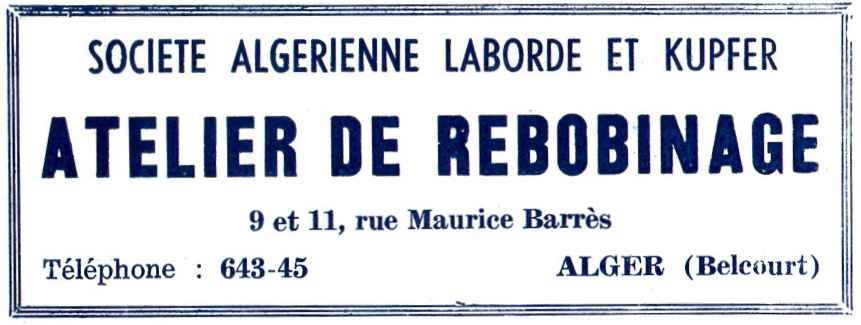 SOCIETE ALGERIENNE LABORDE ET KUPFER
ATELIER DE REBOBINAGE
9 et 11, rue Maurice Barrès
Téléphone : 643-45 ALGER (Belcourt)